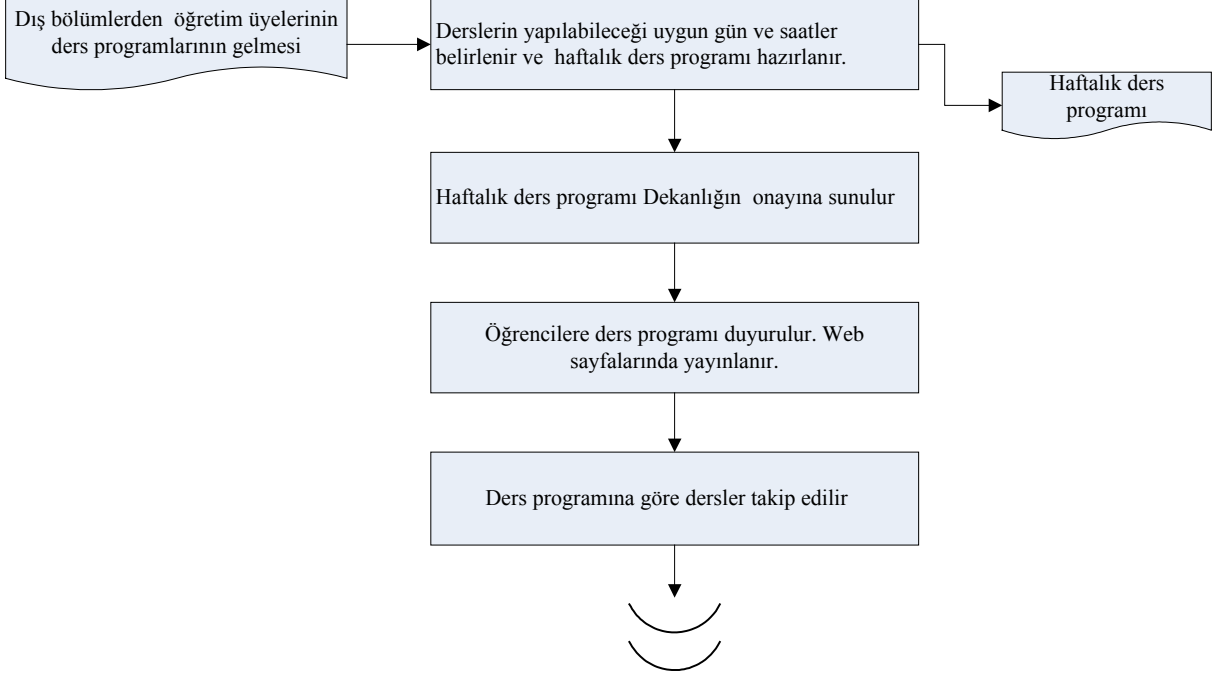 Dış bölümlerden öğretim üyelerinin
ders programlarının gelmesi
Derslerin yapılabileceği uygun gün ve saatler
belirlenir ve haftalık ders programı hazırlanır.
Haftalık ders
programı
Haftalık ders programı Dekanlığın onayına sunulur
Öğrencilere ders programı duyurulur. Web
sayfalarında yayınlanır.
Ders programına göre dersler takip edilir